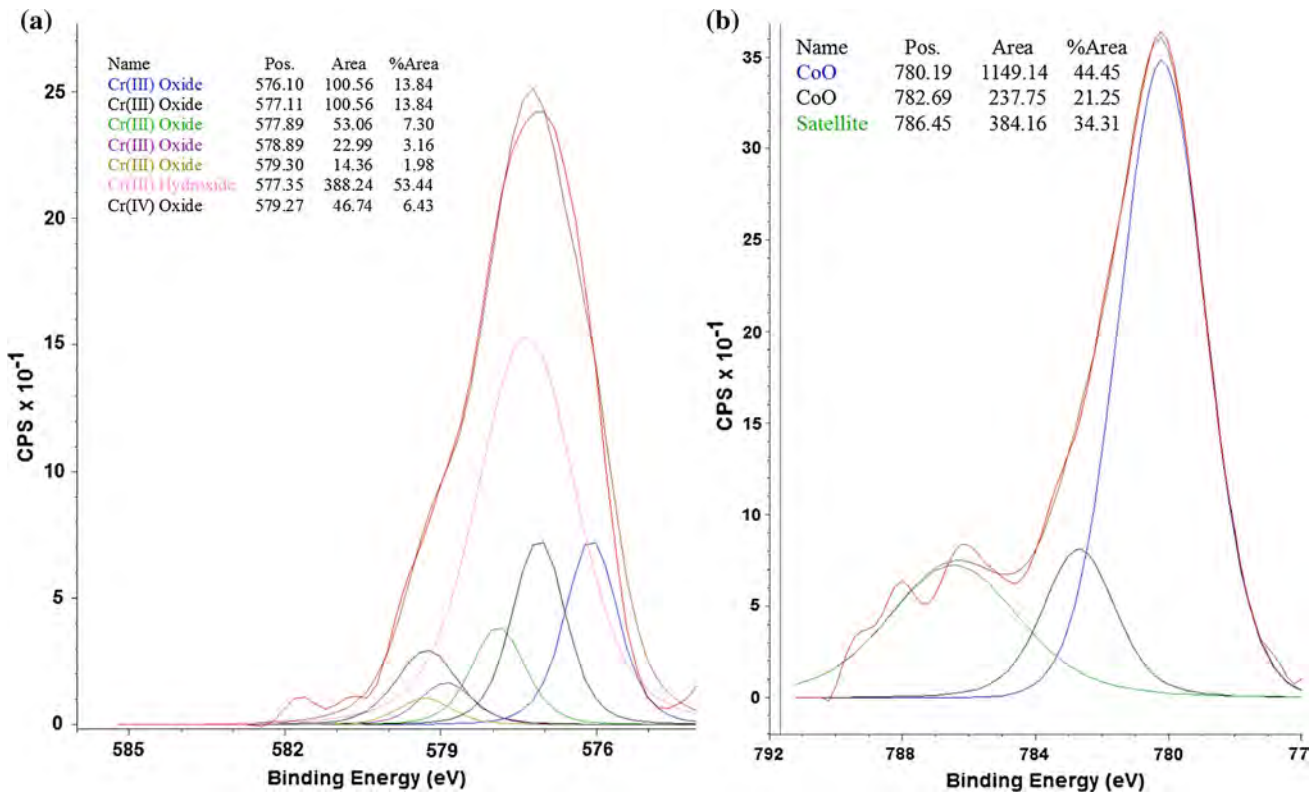 (a)
Name Pos. Area %Area
Cr(III) Oxide 576.10 100.56 13.84
Cr(III) Oxide 577.11 100.56 13.84
Cr(III) Oxide 577.89 53.06 7.30
Cr(III) Oxide 578.89 22.99 3.16
Cr(III) Oxide 579.30 14.36 1.98
Cr(III) Hydroxide 577.35 388.24 53.44
Cr(IV) Oxide 579.27 46.74 6.43
25
20
15
10
5
0
CPS x 10-1
585 582 579 576
Binding Energy (eV)
(b)
Name Pos. Area %Area
CoO 780.19 1149.14 44.45
CoO 782.69 237.75 21.25
Satellite 786.45 384.16 34.31
35
30
25
20
15
10
5
0
CPS x 10-1
792 788 784 780 77
Binding Energy (eV)